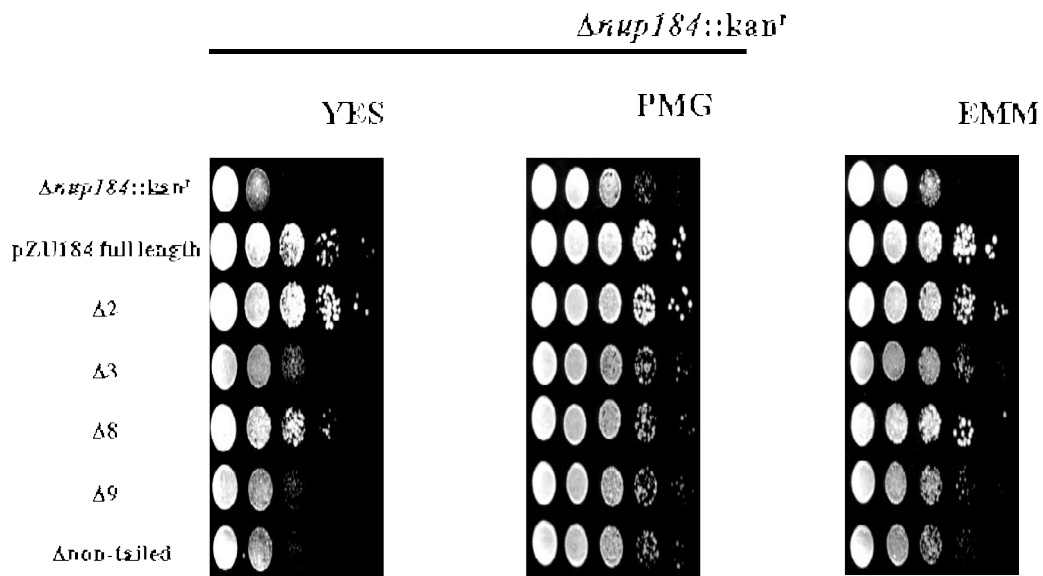 Δnup184::kanʳ
YES PMG EMM
Δnup184::kanʳ
pZU184 full length
Δ2
Δ3
Δ8
Δ9
Δnon-tailed